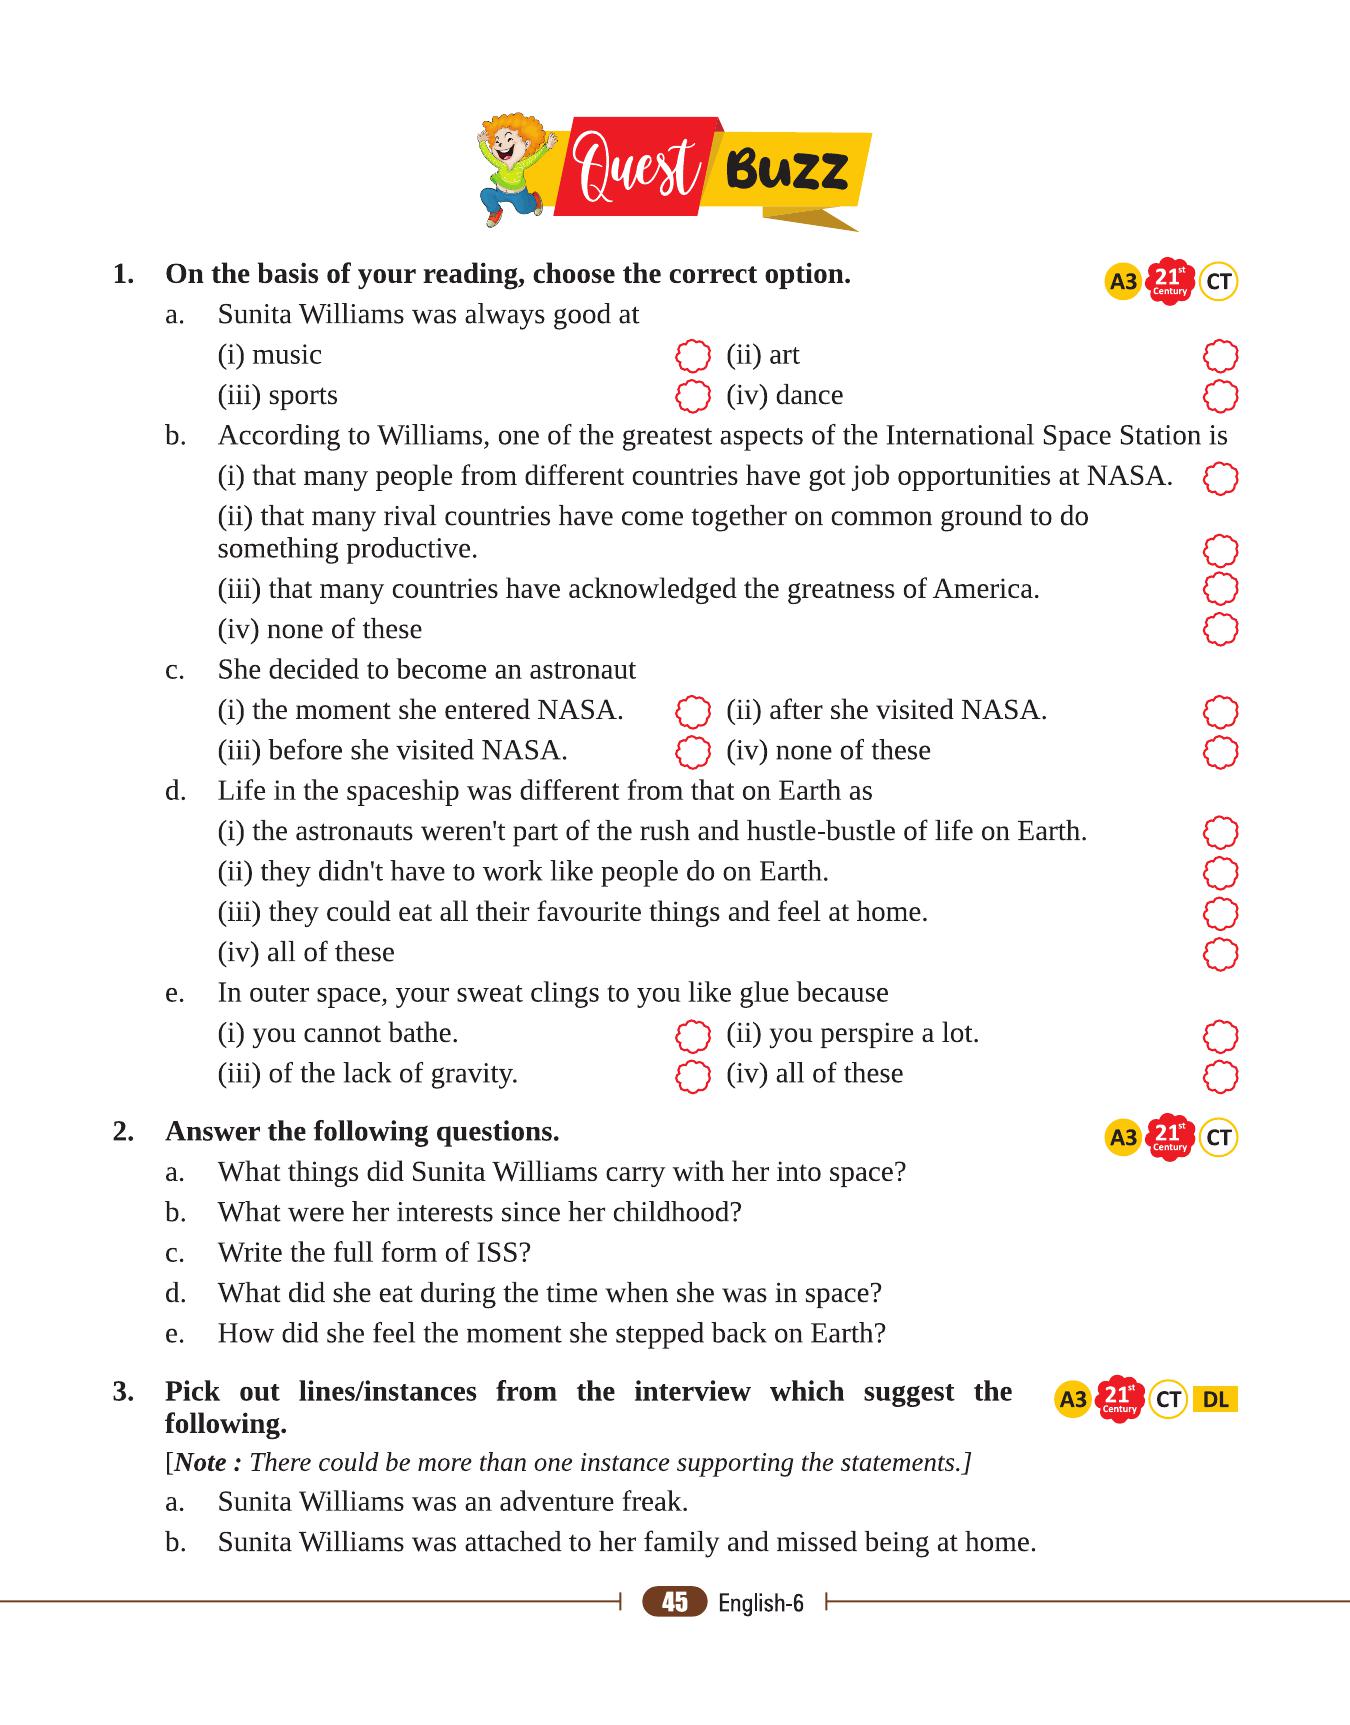 Quest Buzz
1. On the basis of your reading, choose the correct option. A3 21st Century CT
a. Sunita Williams was always good at
(i) music (ii) art
(iii) sports (iv) dance
b. According to Williams, one of the greatest aspects of the International Space Station is
(i) that many people from different countries have got job opportunities at NASA.
(ii) that many rival countries have come together on common ground to do
something productive.
(iii) that many countries have acknowledged the greatness of America.
(iv) none of these
c. She decided to become an astronaut
(i) the moment she entered NASA. (ii) after she visited NASA.
(iii) before she visited NASA. (iv) none of these
d. Life in the spaceship was different from that on Earth as
(i) the astronauts weren't part of the rush and hustle-bustle of life on Earth.
(ii) they didn't have to work like people do on Earth.
(iii) they could eat all their favourite things and feel at home.
(iv) all of these
e. In outer space, your sweat clings to you like glue because
(i) you cannot bathe. (ii) you perspire a lot.
(iii) of the lack of gravity. (iv) all of these
2. Answer the following questions. A3 21st Century CT
a. What things did Sunita Williams carry with her into space?
b. What were her interests since her childhood?
c. Write the full form of ISS?
d. What did she eat during the time when she was in space?
e. How did she feel the moment she stepped back on Earth?
3. Pick out lines/instances from the interview which suggest the A3 21st Century CT DL
following.
[Note : There could be more than one instance supporting the statements.]
a. Sunita Williams was an adventure freak.
b. Sunita Williams was attached to her family and missed being at home.
45 English-6